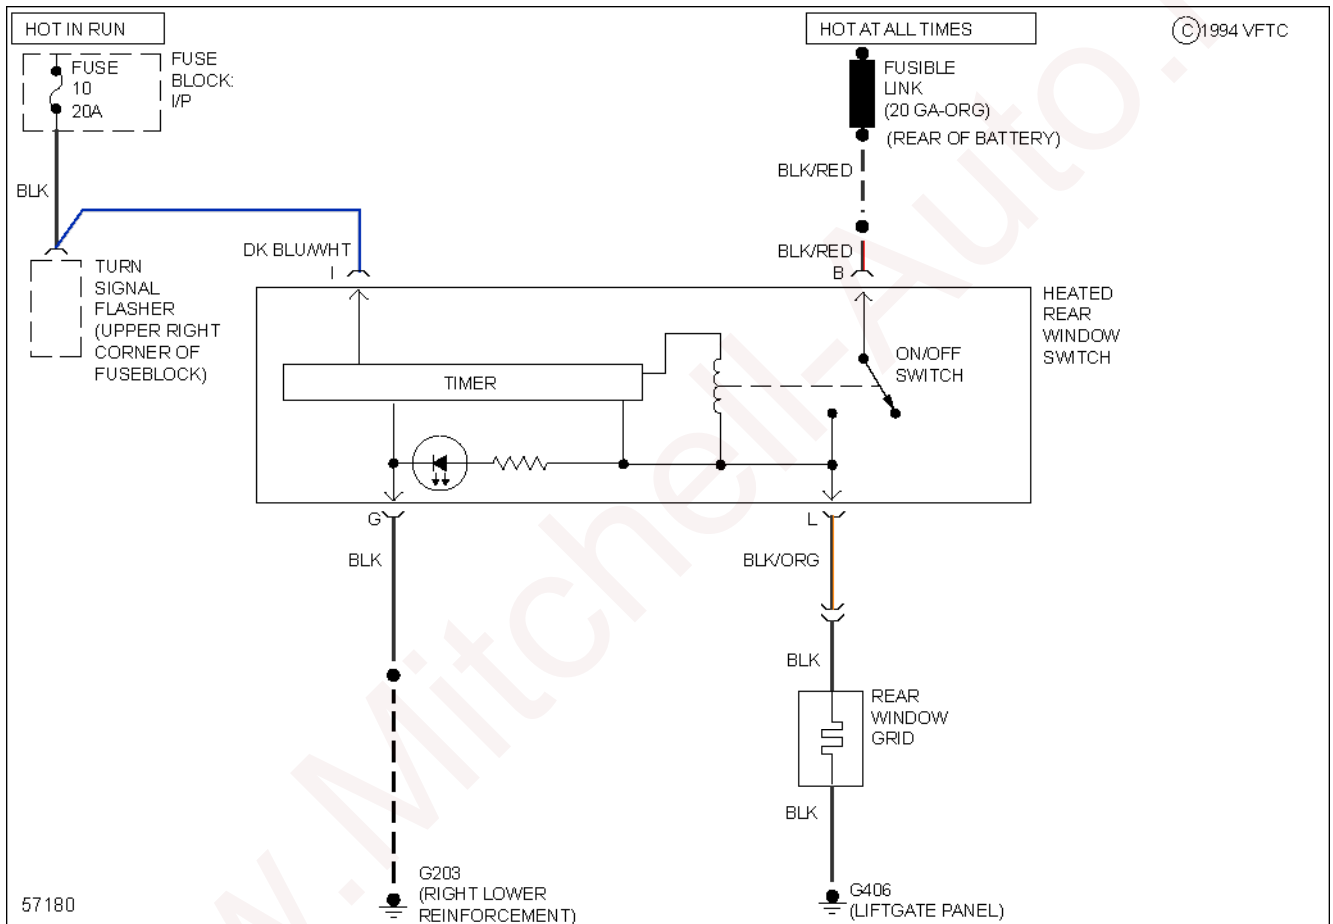 HOT IN RUN
HOT AT ALL TIMES
©1994 VFTC
FUSE
10
20A
FUSE
BLOCK:
I/P
FUSIBLE
LINK
(20 GA-ORG)
(REAR OF BATTERY)
BLK/RED
BLK
DK BLU/WHT
I
BLK/RED
B
TURN
SIGNAL
FLASHER
(UPPER RIGHT
CORNER OF
FUSEBLOCK)
HEATED
REAR
WINDOW
SWITCH
ON/OFF
SWITCH
TIMER
G
L
BLK
BLK/ORG
BLK
REAR
WINDOW
GRID
BLK
G203
(RIGHT LOWER
REINFORCEMENT)
G406
(LIFTGATE PANEL)
57180
w.Mitchell-Auto.